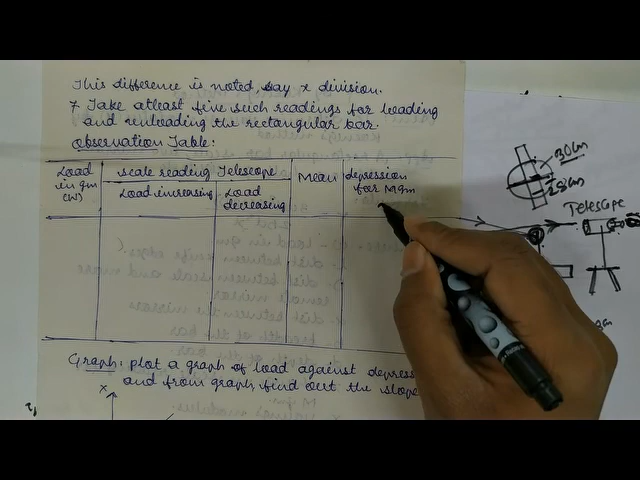 This difference is noted, say x division.
7 Take atleast five such readings for loading
and unloading the rectangular bar.
Observation Table:
Load in gm (W)
scale reading Telescope
Load increasing
Load decreasing
Mean
depression for M gm
30cm
Telescope
Graph: plot a graph of load against depress
and from graph find out the slope
x